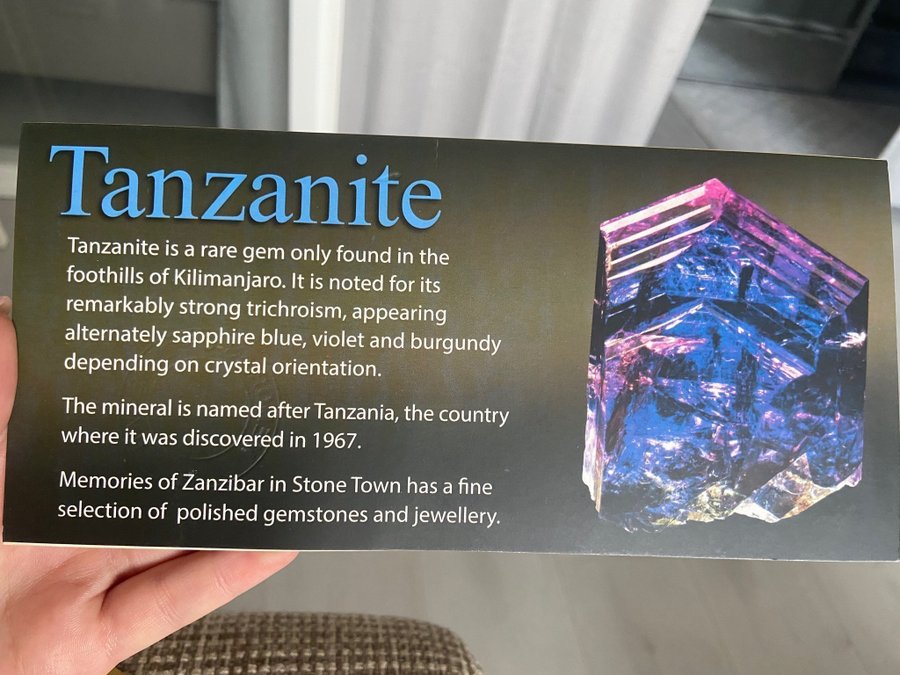 Tanzanite
Tanzanite is a rare gem only found in the
foothills of Kilimanjaro. It is noted for its
remarkably strong trichroism, appearing
alternately sapphire blue, violet and burgundy
depending on crystal orientation.
The mineral is named after Tanzania, the country
where it was discovered in 1967.
Memories of Zanzibar in Stone Town has a fine
selection of polished gemstones and jewellery.